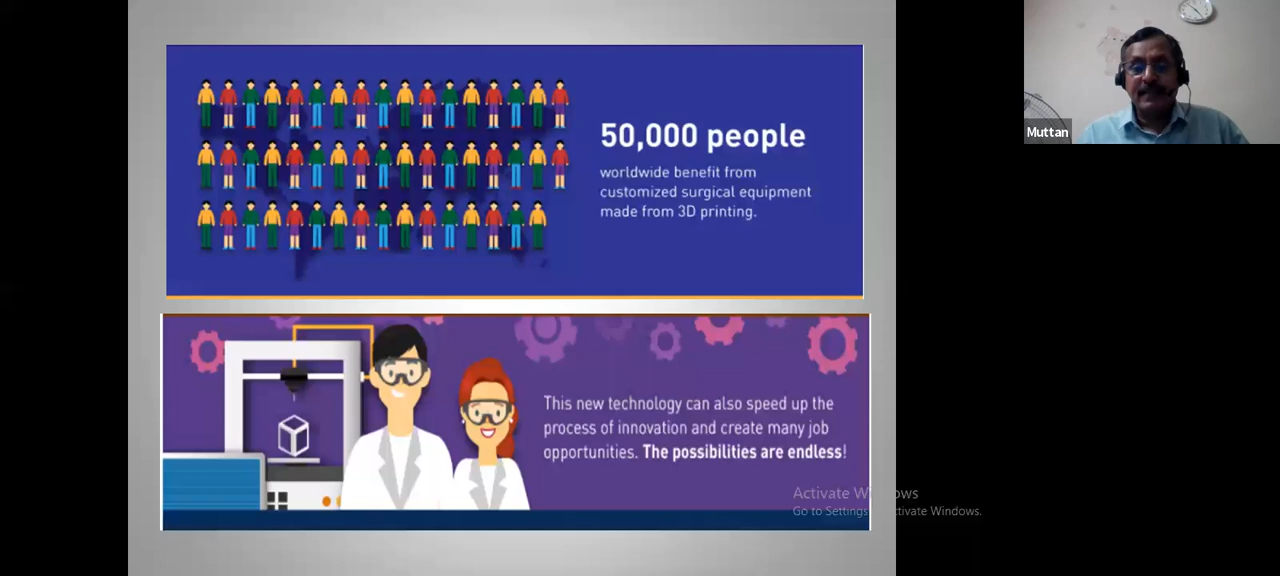 50,000 people
worldwide benefit from
customized surgical equipment
made from 3D printing.
Muttan
This new technology can also speed up the
process of innovation and create many job
opportunities. The possibilities are endless!
Activate Windows
Go to Settings to activate Windows.